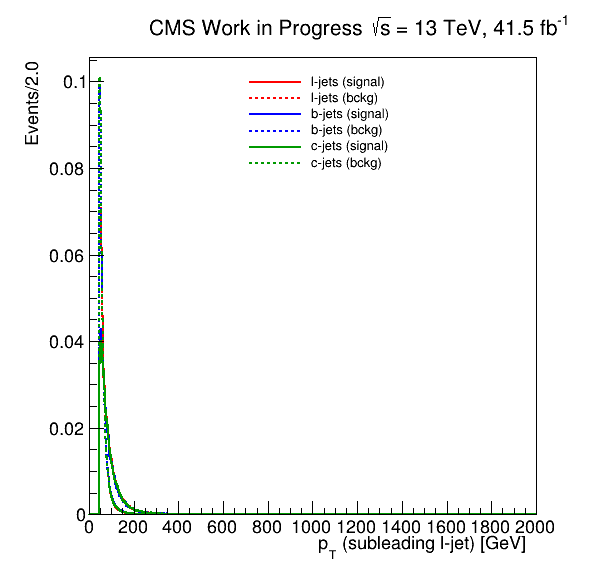 CMS Work in Progress √s = 13 TeV, 41.5 fb⁻¹
Events/2.0
l-jets (signal)
l-jets (bckg)
b-jets (signal)
b-jets (bckg)
c-jets (signal)
c-jets (bckg)
0.1
0.08
0.06
0.04
0.02
0
0 200 400 600 800 1000 1200 1400 1600 1800 2000
p_T (subleading l-jet) [GeV]